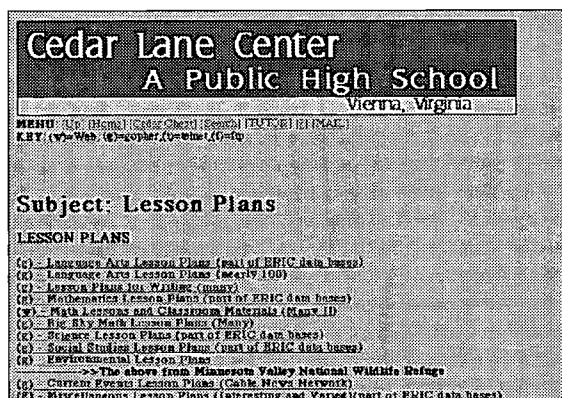 Cedar Lane Center
A Public High School
Vienna, Virginia
MENU: [Up] [Home] [Cedar Chest] [Search] [TUTOR] [?] [MAIL]
KEY: (w)=Web, (g)=gopher, (t)=telnet, (f)=ftp
Subject: Lesson Plans
LESSON PLANS
(g) - Language Arts Lesson Plans (part of ERIC data bases)
(g) - Language Arts Lesson Plans (nearly 100)
(g) - Lesson Plans for Writing (many)
(g) - Mathematics Lesson Plans (part of ERIC data bases)
(w) - Math Lessons and Classroom Materials (Many !!)
(g) - Big Sky Math Lesson Plans (Many)
(g) - Science Lesson Plans (part of ERIC data bases)
(g) - Social Studies Lesson Plans (part of ERIC data bases)
(g) - Environmental Lesson Plans
>>The above from Minnesota Valley National Wildlife Refuge
(g) - Current Events Lesson Plans (Cable News Network)
(g) - Miscellaneous Lesson Plans (Interesting and Varied)(part of ERIC data bases)